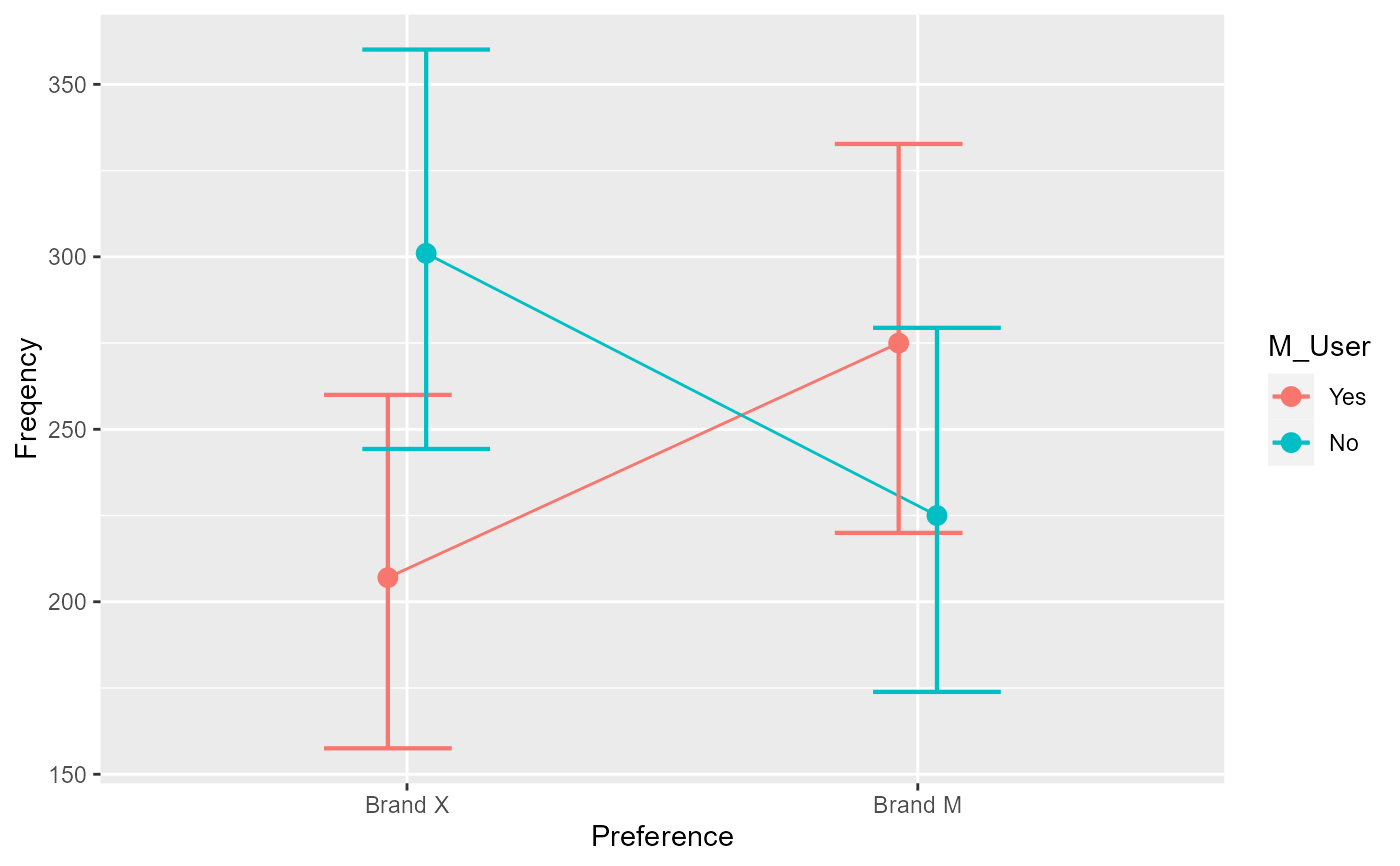 Freqency
350
300
250
200
150
Brand X
Brand M
Preference
M_User
Yes
No